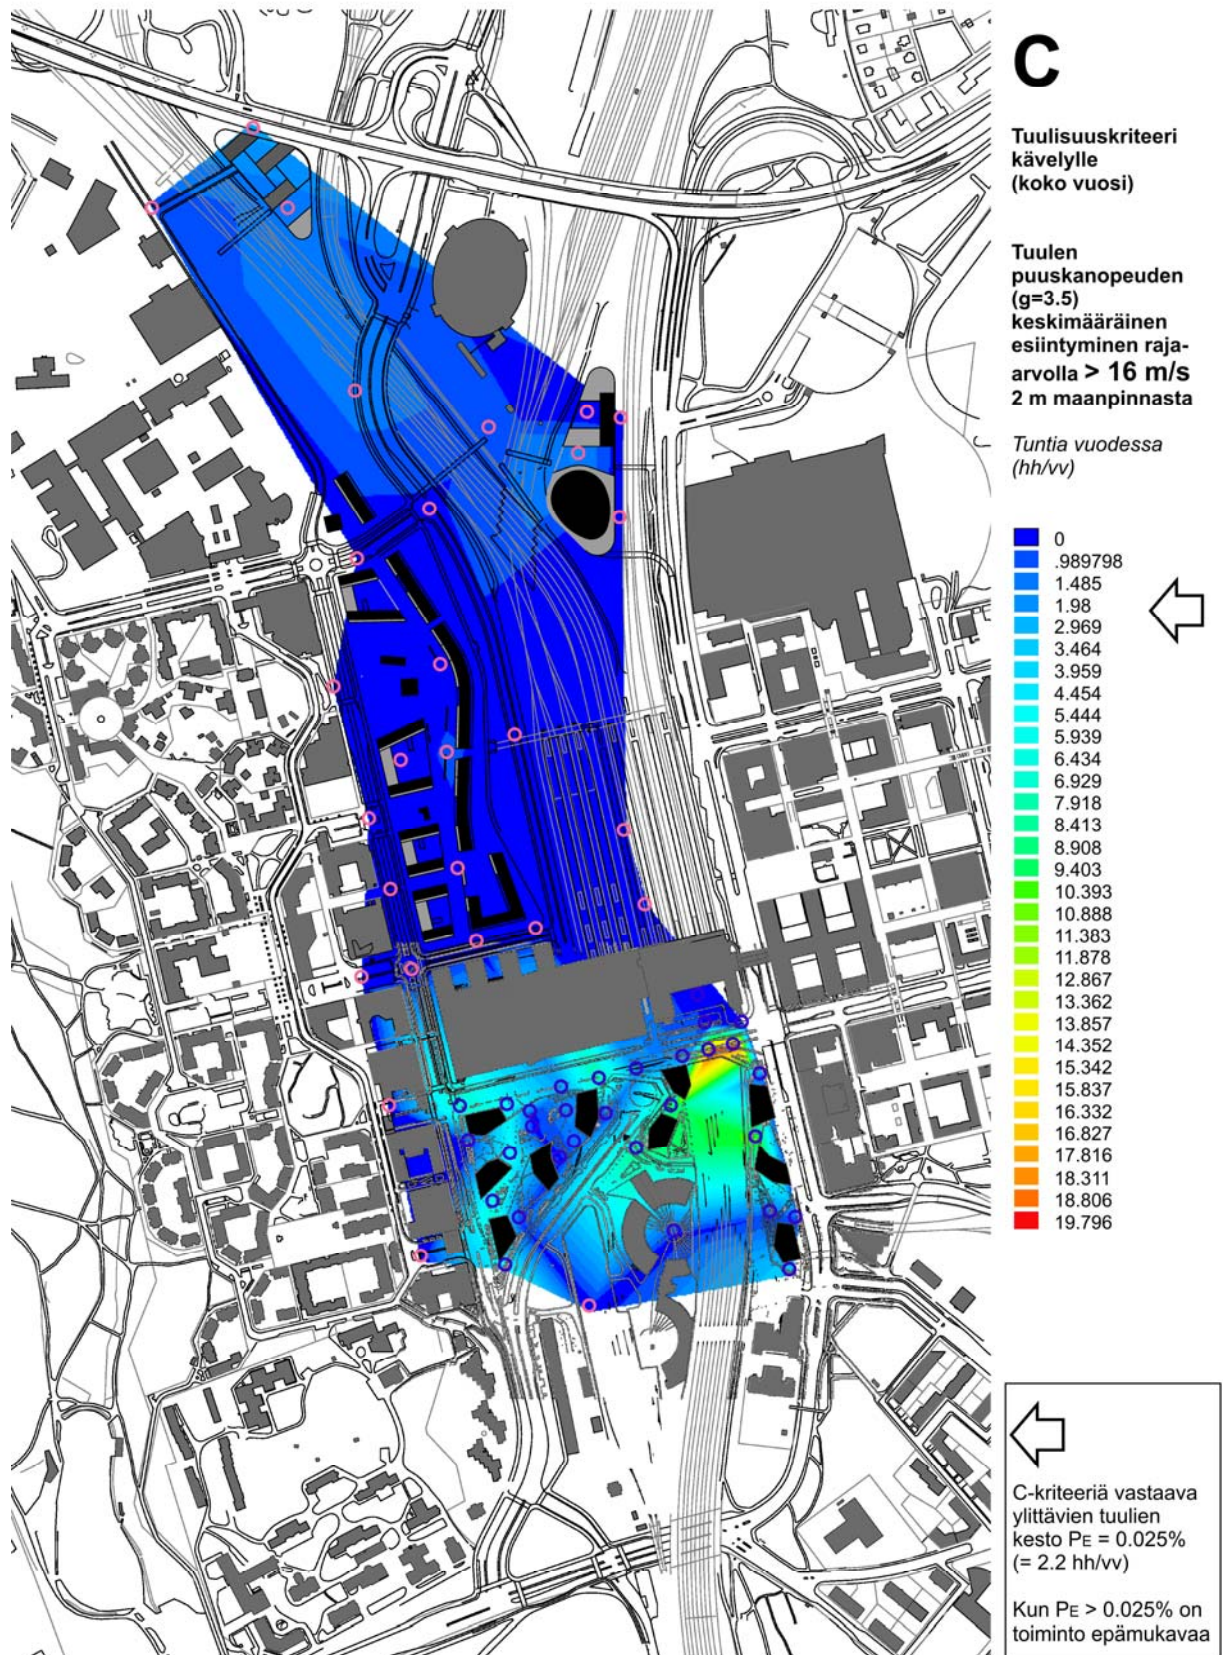 C
Tuulisuuskriteeri
kävelylle
(koko vuosi)
Tuulen
puuskanopeuden
(g=3.5)
keskimääräinen
esiintyminen raja-
arvolla > 16 m/s
2 m maanpinnasta
Tuntia vuodessa
(hh/vv)
0
.989798
1.485
1.98
2.969
3.464
3.959
4.454
5.444
5.939
6.434
6.929
7.918
8.413
8.908
9.403
10.393
10.888
11.383
11.878
12.867
13.362
13.857
14.352
15.342
15.837
16.332
16.827
17.816
18.311
18.806
19.796
C-kriteeriä vastaava
ylittävien tuulien
kesto PE = 0.025%
(= 2.2 hh/vv)
Kun PE > 0.025% on
toiminto epämukavaa